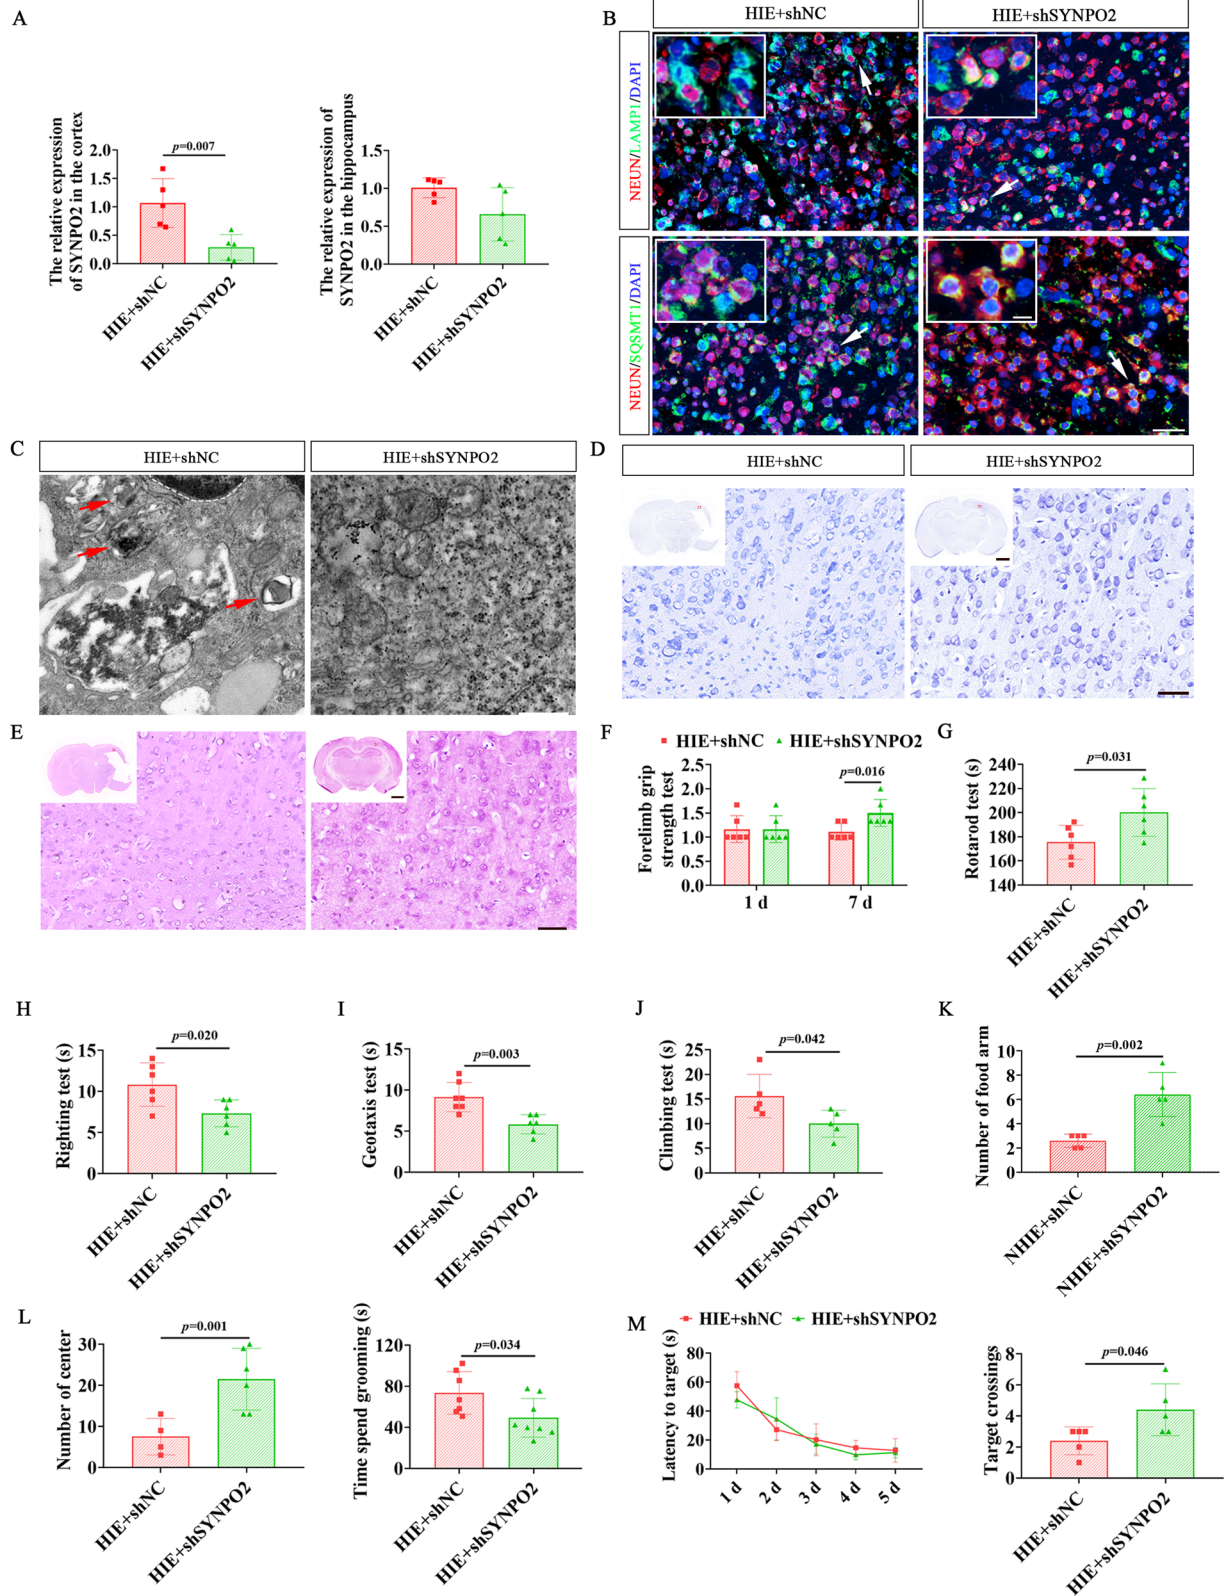 A
The relative expression
of SYNPO2 in the cortex
2.0
1.5
1.0
0.5
0.0
p=0.007
HIE+shNC
HIE+shSYNPO2
The relative expression of
SYNPO2 in the hippocampus
1.5
1.0
0.5
0.0
HIE+shNC
HIE+shSYNPO2
B
HIE+shNC
HIE+shSYNPO2
NEUN/LAMP1/DAPI
NEUN/SQSMT1/DAPI
C
HIE+shNC
HIE+shSYNPO2
D
HIE+shNC
HIE+shSYNPO2
E
F
HIE+shNC
HIE+shSYNPO2
Forelimb grip
strength test
2.5
2.0
1.5
1.0
0.5
0.0
p=0.016
1 d
7 d
G
Rotarod test (s)
240
220
200
180
160
140
p=0.031
HIE+shNC
HIE+shSYNPO2
H
Righting test (s)
15
10
5
0
p=0.020
HIE+shNC
HIE+shSYNPO2
I
Geotaxis test (s)
15
10
5
0
p=0.003
HIE+shNC
HIE+shSYNPO2
J
Climbing test (s)
25
20
15
10
5
0
p=0.042
HIE+shNC
HIE+shSYNPO2
K
Number of food arm
10
8
6
4
2
0
p=0.002
NHIE+shNC
NHIE+shSYNPO2
L
Number of center
30
20
10
0
p=0.001
HIE+shNC
HIE+shSYNPO2
Time spend grooming (s)
120
80
40
0
p=0.034
HIE+shNC
HIE+shSYNPO2
M
HIE+shNC
HIE+shSYNPO2
Latency to target (s)
80
60
40
20
0
1 d
2 d
3 d
4 d
5 d
Target crossings
8
6
4
2
0
p=0.046
HIE+shNC
HIE+shSYNPO2